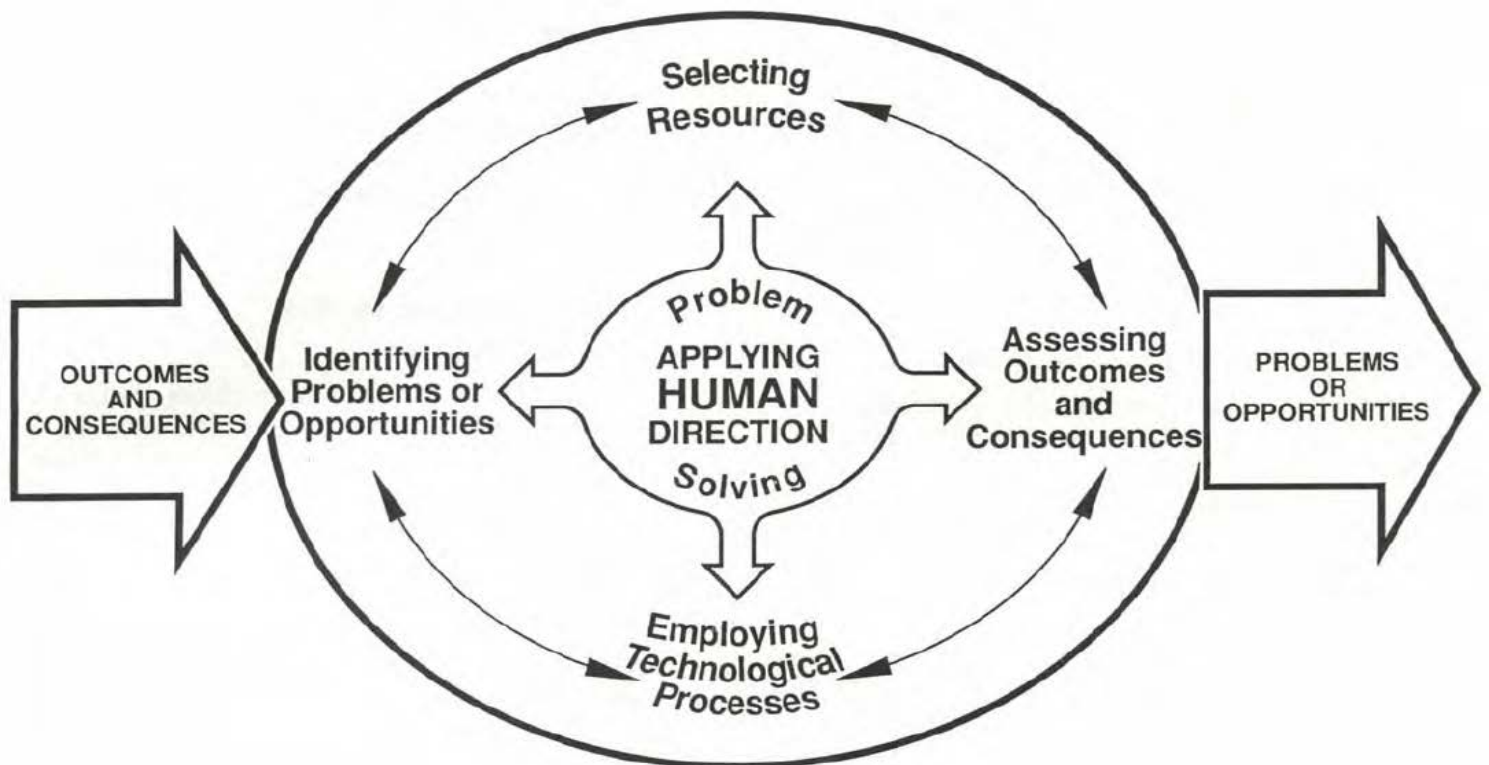 Selecting
Resources
OUTCOMES
AND
CONSEQUENCES
Identifying
Problems or
Opportunities
Problem
APPLYING
HUMAN
DIRECTION
Solving
Assessing
Outcomes
and
Consequences
PROBLEMS
OR
OPPORTUNITIES
Employing
Technological
Processes